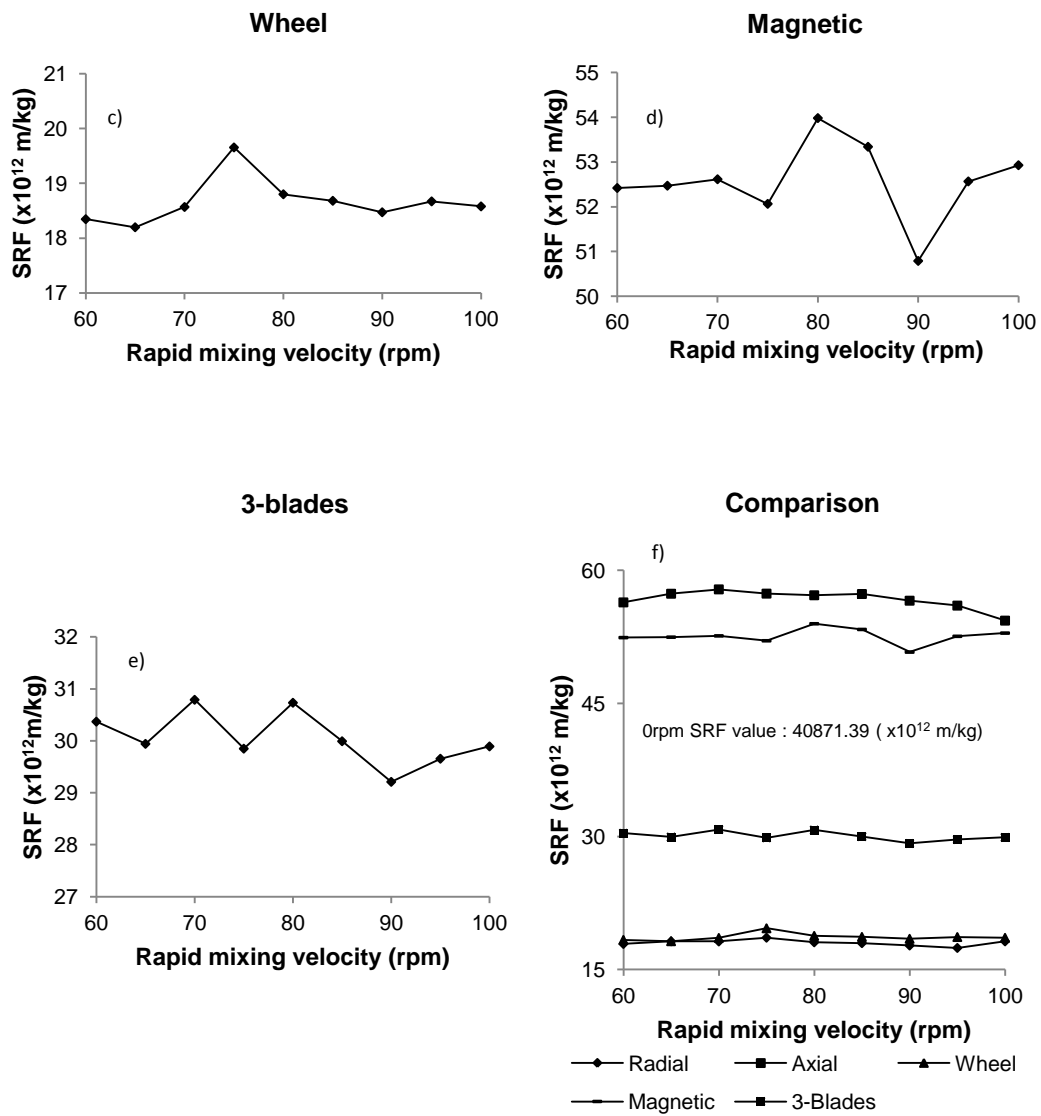 Wheel
c)
21
20
19
18
17
SRF (x10¹² m/kg)
60 70 80 90 100
Rapid mixing velocity (rpm)
Magnetic
d)
55
54
53
52
51
50
SRF (x10¹² m/kg)
60 70 80 90 100
Rapid mixing velocity (rpm)
3-blades
e)
32
31
30
29
28
27
SRF (x10¹²m/kg)
60 70 80 90 100
Rapid mixing velocity (rpm)
Comparison
f)
60
45
30
15
SRF (x10¹² m/kg)
0rpm SRF value : 40871.39 ( x10¹² m/kg)
60 70 80 90 100
Rapid mixing velocity (rpm)
Radial Axial Wheel
Magnetic 3-Blades